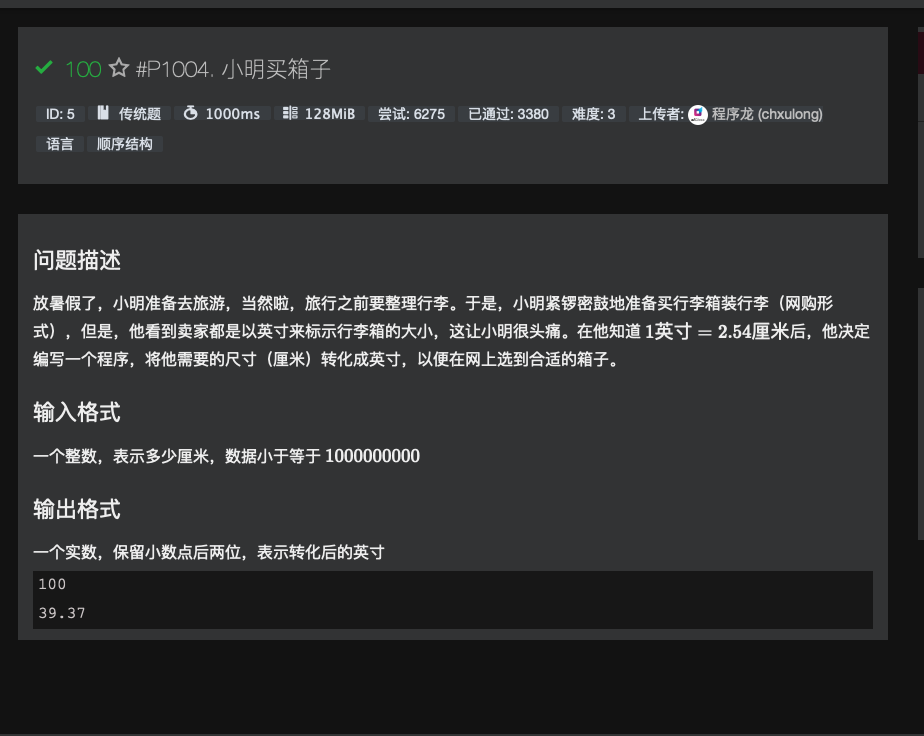 100 #P1004. 小明买箱子
ID: 5 传统题 1000ms 128MiB 尝试: 6275 已通过: 3380 难度: 3 上传者: 程序龙 (chxulong)
语言 顺序结构
问题描述
放暑假了，小明准备去旅游，当然啦，旅行之前要整理行李。于是，小明紧锣密鼓地准备买行李箱装行李（网购形
式），但是，他看到卖家都是以英寸来标示行李箱的大小，这让小明很头痛。在他知道 1英寸 = 2.54厘米后，他决定
编写一个程序，将他需要的尺寸（厘米）转化成英寸，以便在网上选到合适的箱子。
输入格式
一个整数，表示多少厘米，数据小于等于 1000000000
输出格式
一个实数，保留小数点后两位，表示转化后的英寸
100
39.37